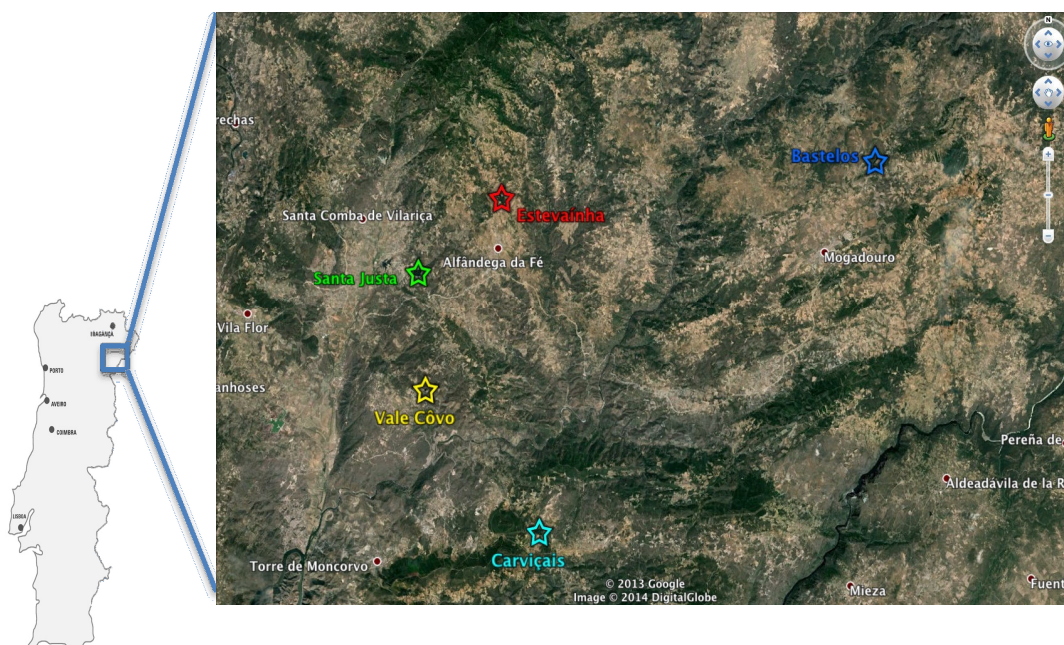 N
rechas
Bastelos
Santa Comba de Vilariça
Estevainha
Alfândega da Fé
Mogadouro
Santa Justa
Vila Flor
BRAGANÇA
PORTO
anhoses
AVEIRO
Vale Côvo
COIMBRA
Pereña de
Aldeadávila de la R
LISBOA
Carviçais
Torre de Moncorvo
© 2013 Google
Image © 2014 DigitalGlobe
Mieza
Fuent